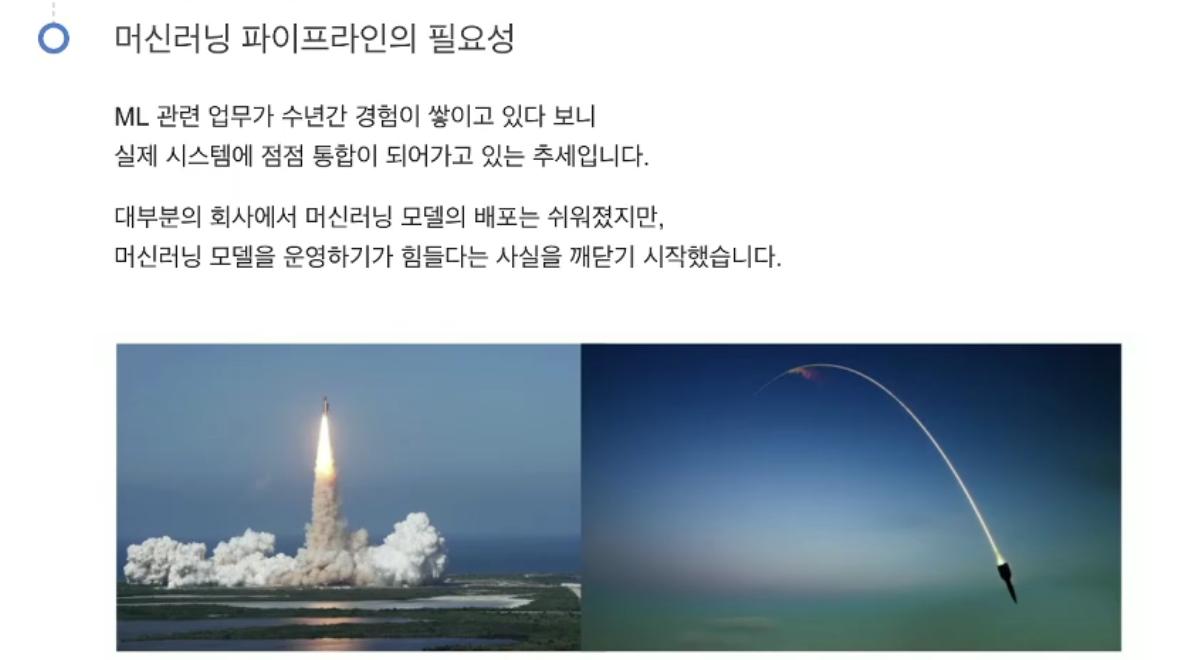 머신러닝 파이프라인의 필요성
ML 관련 업무가 수년간 경험이 쌓이고 있다 보니
실제 시스템에 점점 통합이 되어가고 있는 추세입니다.
대부분의 회사에서 머신러닝 모델의 배포는 쉬워졌지만,
머신러닝 모델을 운영하기가 힘들다는 사실을 깨닫기 시작했습니다.